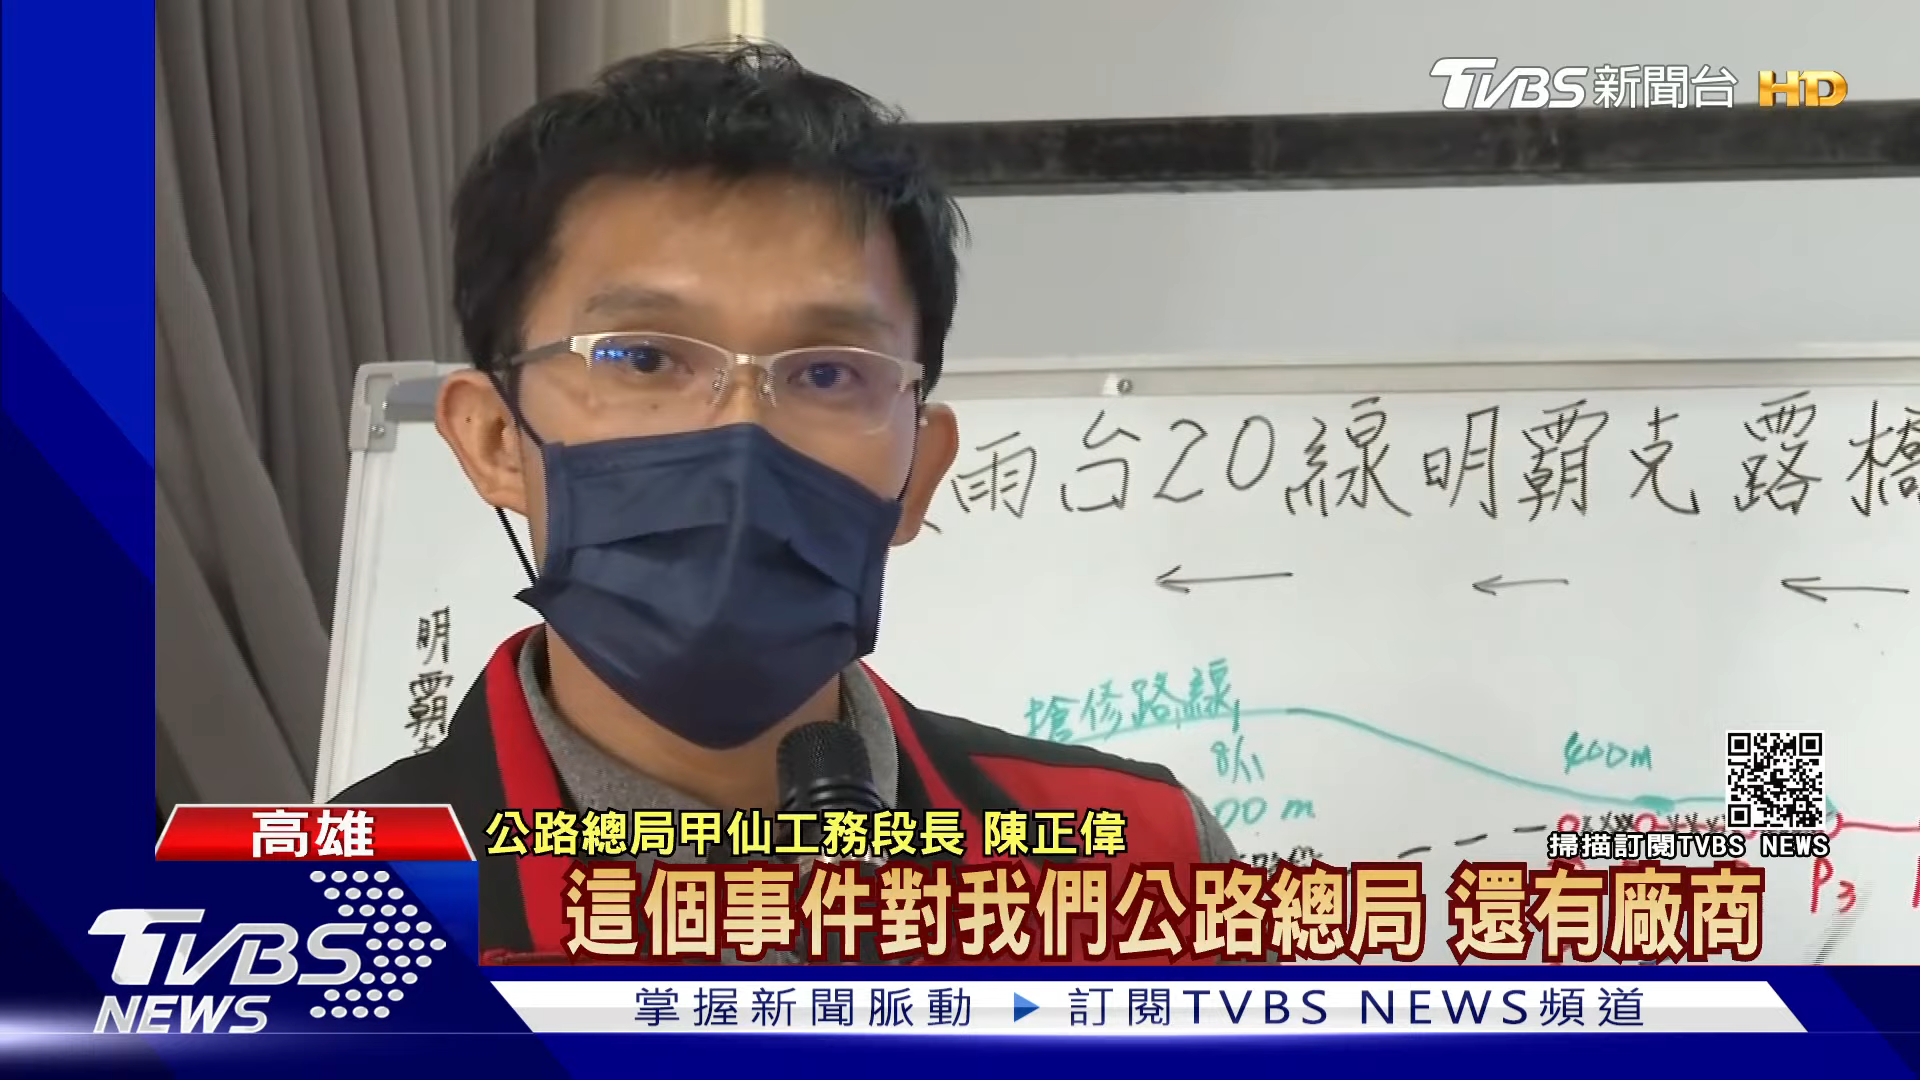 TVBS新聞台 HD
雨台20線明霸克露橋
明霸
搶修路線
8/11
400m
00m
P3
掃描訂閱TVBS NEWS
高雄
公路總局甲仙工務段長 陳正偉
這個事件對我們公路總局 還有廠商
TVBS NEWS
掌握新聞脈動 ▶ 訂閱TVBS NEWS頻道